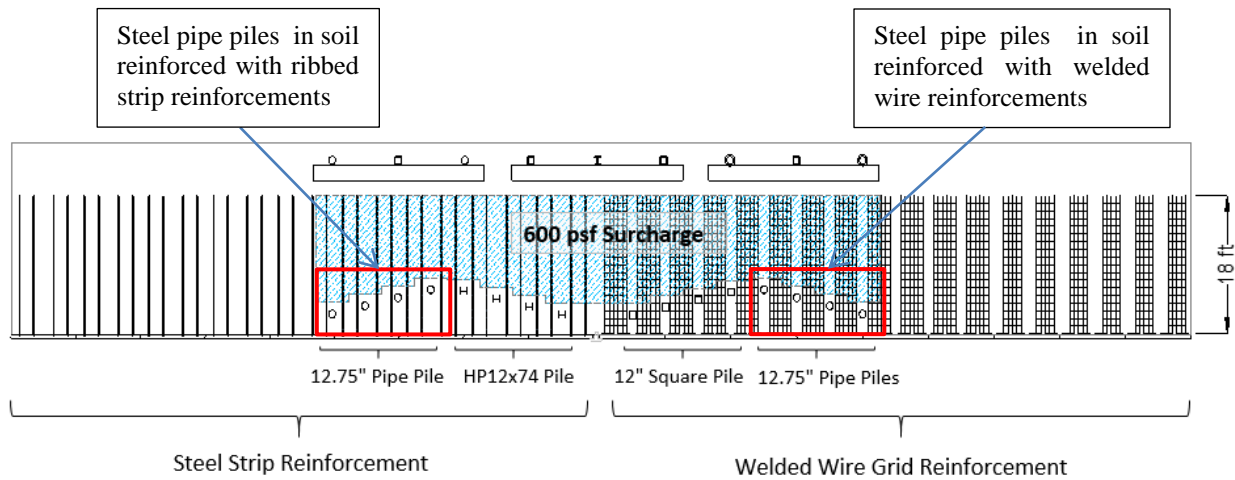 Steel pipe piles in soil
reinforced with ribbed
strip reinforcements
Steel pipe piles in soil
reinforced with welded
wire reinforcements
600 psf Surcharge
18 ft
12.75" Pipe Pile
HP12x74 Pile
12" Square Pile
12.75" Pipe Piles
Steel Strip Reinforcement
Welded Wire Grid Reinforcement